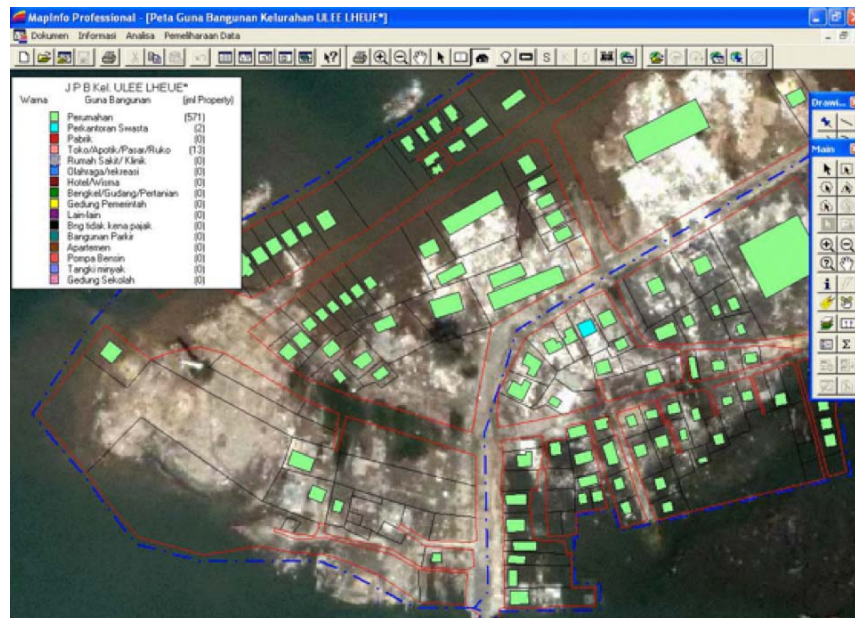 MapInfo Professional - [Peta Guna Bangunan Kelurahan ULEE LHEUE*]
Dokumen Informasi Analisa Pemeliharaan Data
S K D
J P B Kel. ULEE LHEUE*
Warna Guna Bangunan (jml Property)
Perumahan (571)
Perkantoran Swasta (2)
Pabrik (0)
Toko/Apotik/Pasar/Ruko (13)
Rumah Sakit/ Klinik (0)
Olahraga/rekreasi (0)
Hotel/Wisma (0)
Bengkel/Gudang/Pertanian (0)
Gedung Pemerintah (0)
Lain-lain (0)
Bng tidak kena pajak (0)
Bangunan Parkir (0)
Apartemen (0)
Pompa Bensin (0)
Tangki minyak (0)
Gedung Sekolah (0)
Drawi...
Main